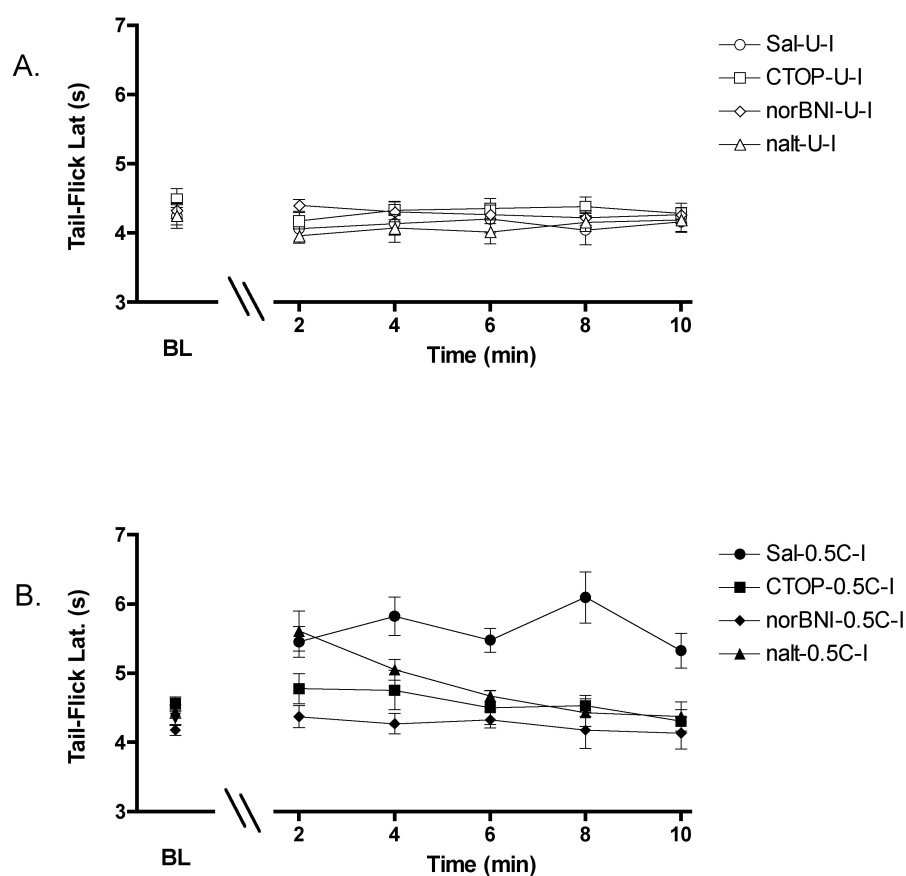 A.
Tail-Flick Lat (s)
7
6
5
4
3
BL
2 4 6 8 10
Time (min)
Sal-U-I
CTOP-U-I
norBNI-U-I
nalt-U-I
B.
Tail-Flick Lat. (s)
7
6
5
4
3
BL
2 4 6 8 10
Time (min)
Sal-0.5C-I
CTOP-0.5C-I
norBNI-0.5C-I
nalt-0.5C-I